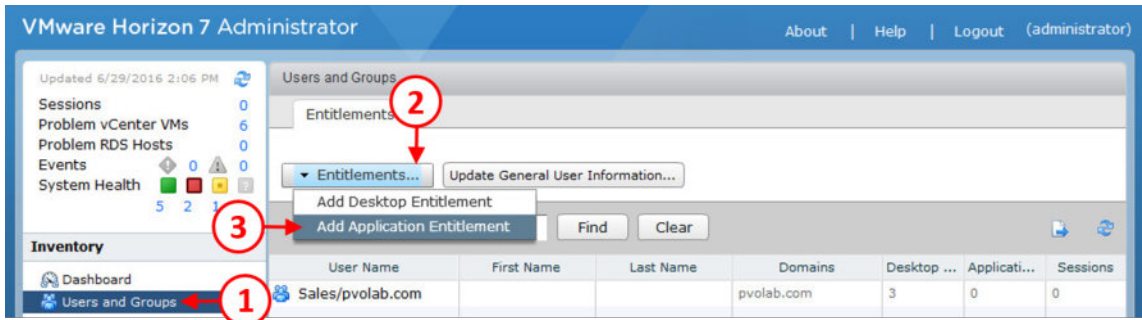 VMware Horizon 7 Administrator
About | Help | Logout (administrator)
Updated 6/29/2016 2:06 PM
Sessions 0
Problem vCenter VMs 6
Problem RDS Hosts 0
Events 0 0
System Health ?
5 2 1
Inventory
Dashboard
Users and Groups
1
Users and Groups
Entitlements
2
Entitlements...
Update General User Information...
Add Desktop Entitlement
Add Application Entitlement
3
Find
Clear
User Name First Name Last Name Domains Desktop ... Applicati... Sessions
Sales/pvolab.com pvolab.com 3 0 0